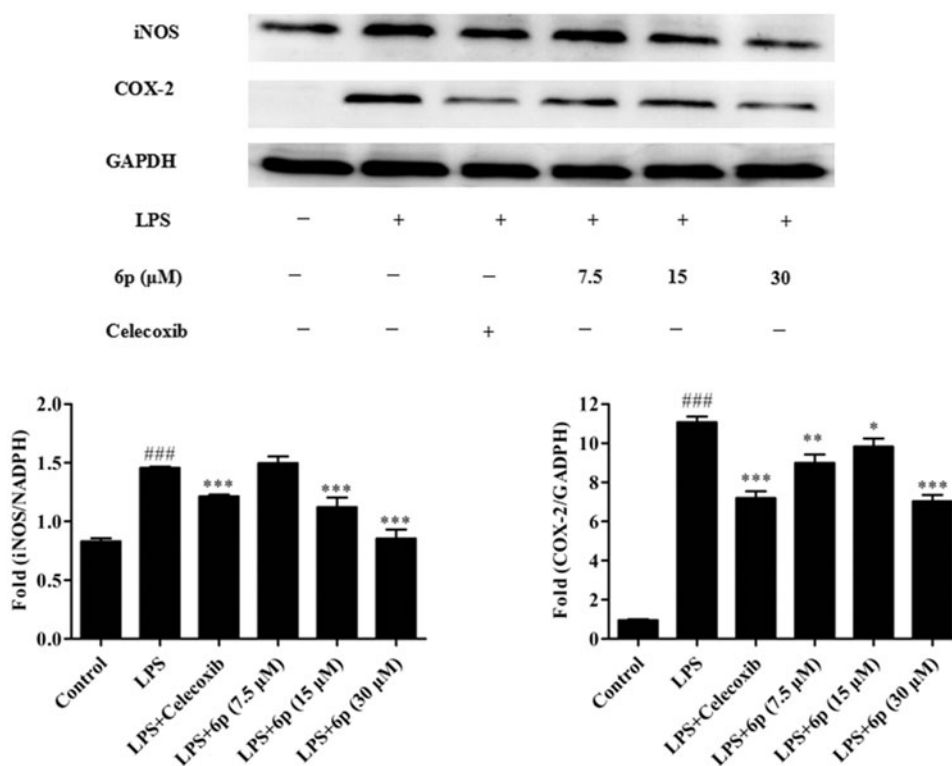 iNOS
COX-2
GAPDH
LPS – + + + + +
6p (µM) – – – 7.5 15 30
Celecoxib – – + – – –
Fold (iNOS/NADPH)
2.0
1.5
1.0
0.5
0.0
###
***
***
***
Control
LPS
LPS+Celecoxib
LPS+6p (7.5 µM)
LPS+6p (15 µM)
LPS+6p (30 µM)
Fold (COX-2/GADPH)
12
10
8
6
4
2
0
###
***
**
*
***
Control
LPS
LPS+Celecoxib
LPS+6p (7.5 µM)
LPS+6p (15 µM)
LPS+6p (30 µM)